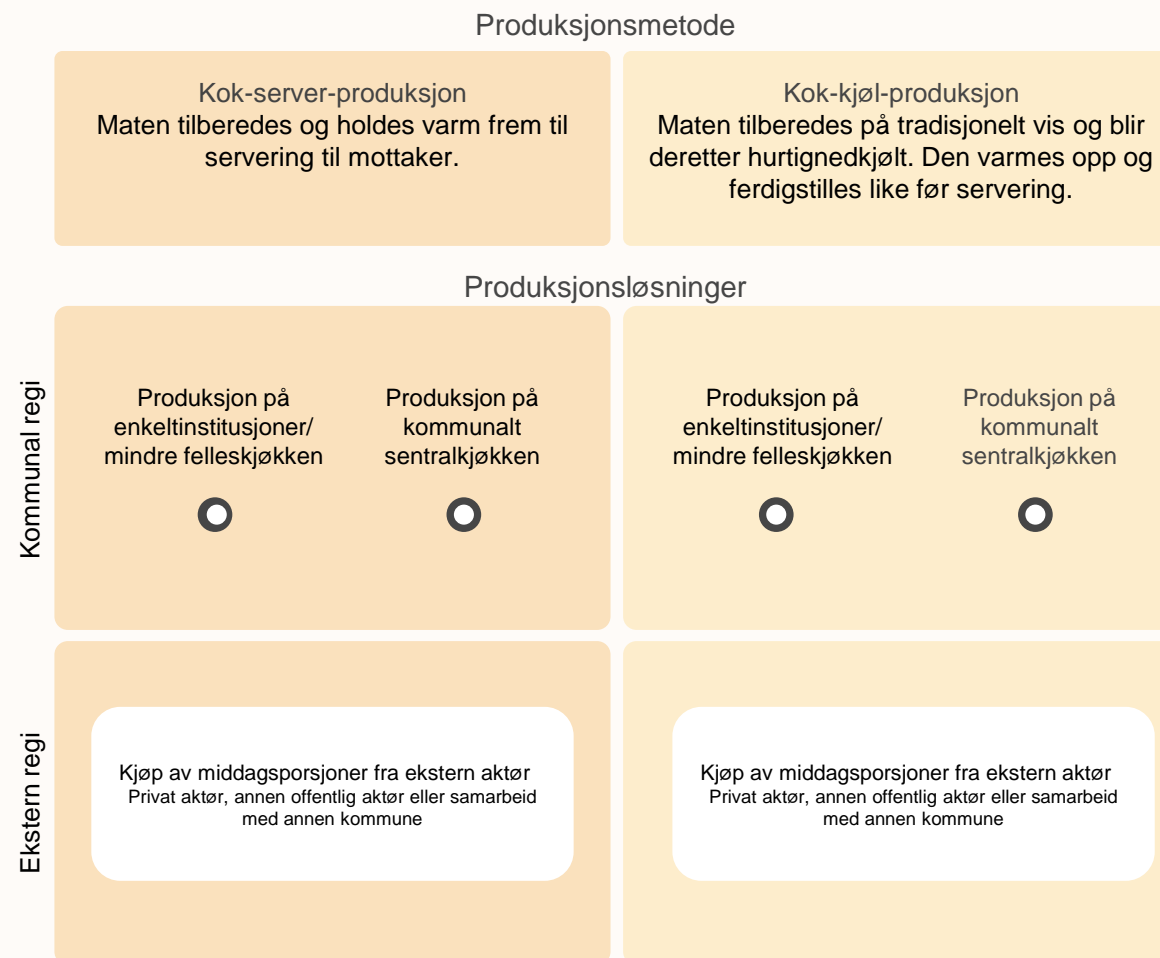 Produksjonsmetode
Kok-server-produksjon
Maten tilberedes og holdes varm frem til
servering til mottaker.
Kok-kjøl-produksjon
Maten tilberedes på tradisjonelt vis og blir
deretter hurtignedkjølt. Den varmes opp og
ferdigstilles like før servering.
Produksjonsløsninger
Kommunal regi
Produksjon på
enkeltinstitusjoner/
mindre felleskjøkken
Produksjon på
kommunalt
sentralkjøkken
Produksjon på
enkeltinstitusjoner/
mindre felleskjøkken
Produksjon på
kommunalt
sentralkjøkken
Ekstern regi
Kjøp av middagsporsjoner fra ekstern aktør
Privat aktør, annen offentlig aktør eller samarbeid
med annen kommune
Kjøp av middagsporsjoner fra ekstern aktør
Privat aktør, annen offentlig aktør eller samarbeid
med annen kommune